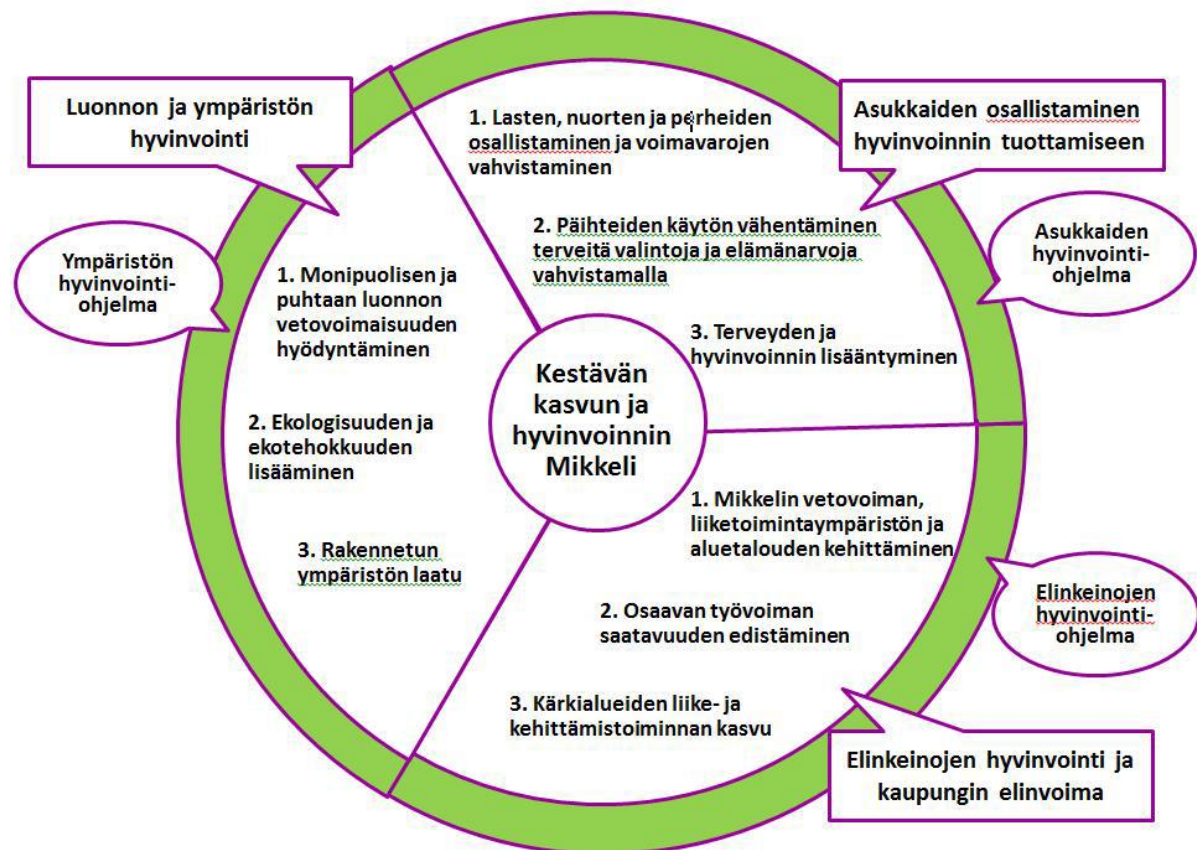 Luonnon ja ympäristön
hyvinvointi
Ympäristön
hyvinvointi-
ohjelma
1. Monipuolisen ja
puhtaan luonnon
vetovoimaisuuden
hyödyntäminen
2. Ekologisuuden ja
ekotehokkuuden
lisääminen
3. Rakennetun
ympäristön laatu
1. Lasten, nuorten ja perheiden
osallistaminen ja voimavarojen
vahvistaminen
2. Päihteiden käytön vähentäminen
terveitä valintoja ja elämänarvoja
vahvistamalla
3. Terveyden ja
hyvinvoinnin lisääntyminen
Kestävän
kasvun ja
hyvinvoinnin
Mikkeli
Asukkaiden osallistaminen
hyvinvoinnin tuottamiseen
Asukkaiden
hyvinvointi-
ohjelma
1. Mikkelin vetovoiman,
liiketoimintaympäristön ja
aluetalouden kehittäminen
2. Osaavan työvoiman
saatavuuden edistäminen
3. Kärkialueiden liike- ja
kehittämistoiminnan kasvu
Elinkeinojen
hyvinvointi-
ohjelma
Elinkeinojen hyvinvointi ja
kaupungin elinvoima